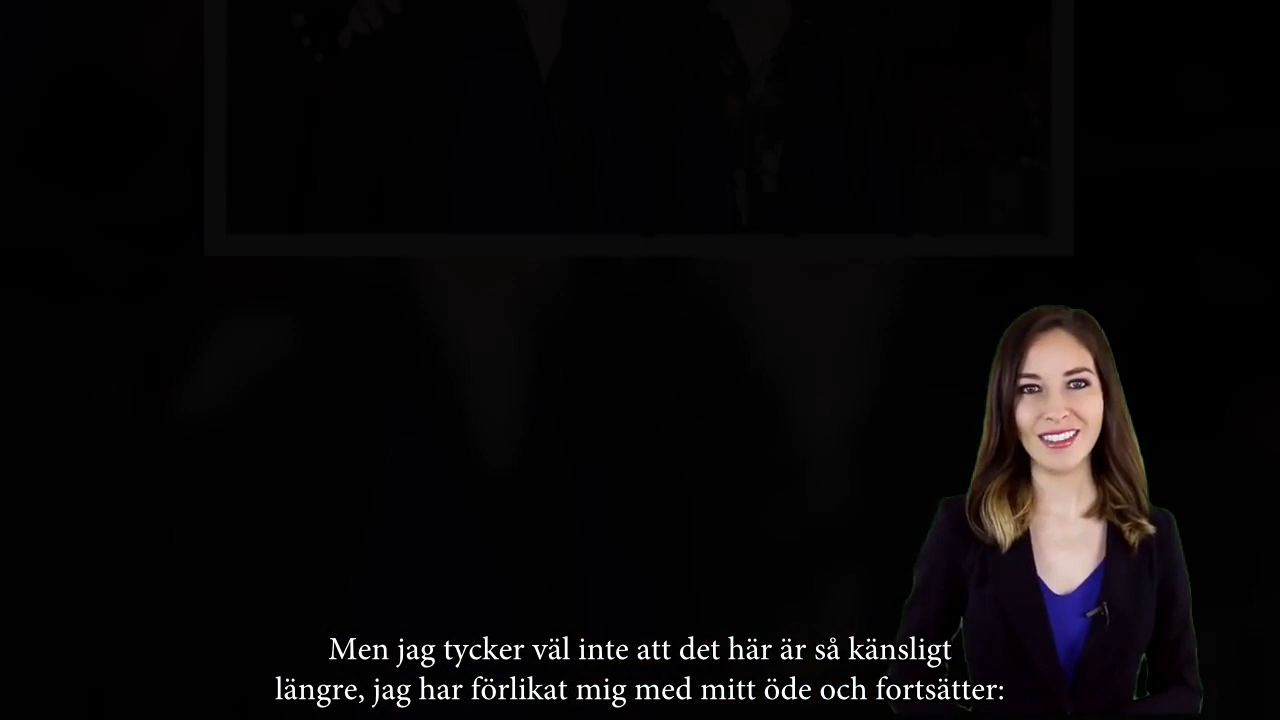 Men jag tycker väl inte att det här är så känsligt
längre, jag har förlikat mig med mitt öde och fortsätter: